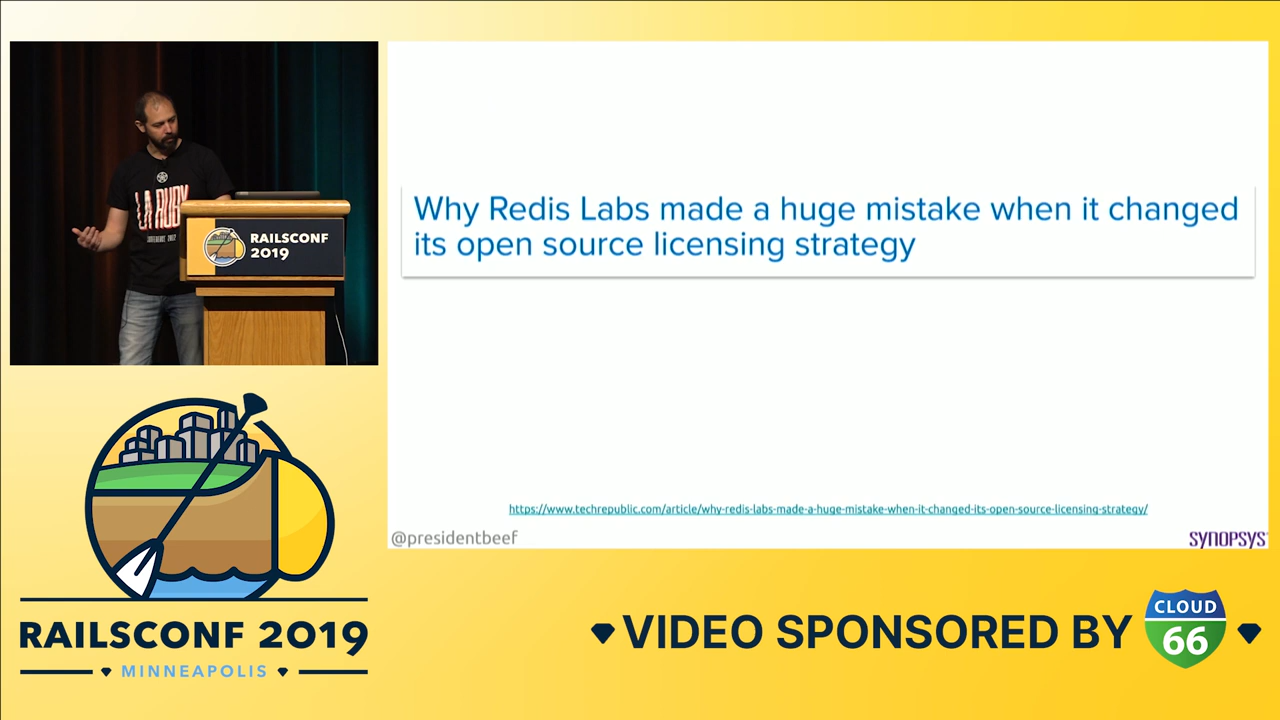 LA RUBY
RAILSCONF
2019
Why Redis Labs made a huge mistake when it changed
its open source licensing strategy
https://www.techrepublic.com/article/why-redis-labs-made-a-huge-mistake-when-it-changed-its-open-source-licensing-strategy/
@presidentbeef
SYNOPSYS
RAILSCONF 2019
MINNEAPOLIS
VIDEO SPONSORED BY
CLOUD
66